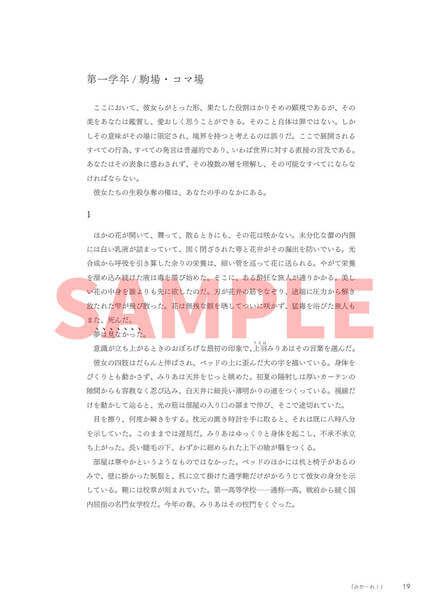 第一学年/駒場・コマ場
ここにおいて、彼女らがとった形、果たした役割はかりそめの顕現であるが、その
美をあなたは鑑賞し、愛おしく思うことができる。そのこと自体は罪ではない。しか
しその意味がその場に限定され、境界を持つと考えるのは誤りだ。ここで展開される
すべての行為、すべての発言は普遍的であり、いわば世界に対する直接の言及である。
あなたはその表象に惑わされず、その複数の層を理解し、その可能なすべてにならな
ければならない。
彼女たちの生殺与奪の権は、あなたの手のなかにある。
1
ほかの花が開いて、舞って、散るときにも、その花は咲かない。未分化な蕾の内側
には白い乳液が詰まっていて、固く閉ざされた萼と花弁がその漏出を防いでいる。光
合成から呼吸を引き算した余りの栄養は、細い管を巡って花に送られる。やがて栄養
を溜め込み続けた液は毒を帯び始めた。そこに、ある酔狂な旅人が通りかかる。美し
い花の中身を誰よりも先に欲したのだ。刃が花弁の筋をなぞり、途端に圧力から解き
放たれた雫が飛び散った。花は無残な姿を晒してついに咲かず、猛毒を浴びた旅人も
また、死んだ。
夢は見なかった。
意識が立ち上がるときのおぼろげな最初の印象で、上羽みりあはその言葉を選んだ。
うえは
彼女の四肢はだらんと伸ばされ、ベッドの上に歪んだ大の字を描いている。身体を
ぴくりとも動かさず、みりあは天井をじっと眺めた。初夏の陽射しは厚いカーテンの
隙間からも容赦なく忍び込み、白天井に細長い薄明かりの道をつくっている。視線だ
けを動かして辿ると、光の筋は部屋の入り口の扉まで伸び、そこで途切れていた。
目を擦り、何度か瞬きをする。枕元の置き時計を手に取ると、それは既に八時八分
を示していた。このままでは遅刻だ。みりあはゆっくりと身体を起こし、不承不承立
ち上がった。長い睫毛の下、わずかに細められた上下の瞼が翳をつくる。
部屋は華やかというようなものではなかった。ベッドのほかには机と椅子があるの
みで、壁に掛かった制服と、机に立て掛けた通学鞄だけがかろうじて彼女の身分を示
している。鞄には校章が刻まれていた。第一高等学校――通称一高。戦前から続く国
内屈指の名門女学校だ。今年の春、みりあはその校門をくぐった。
SAMPLE
『みかーれ！』 19